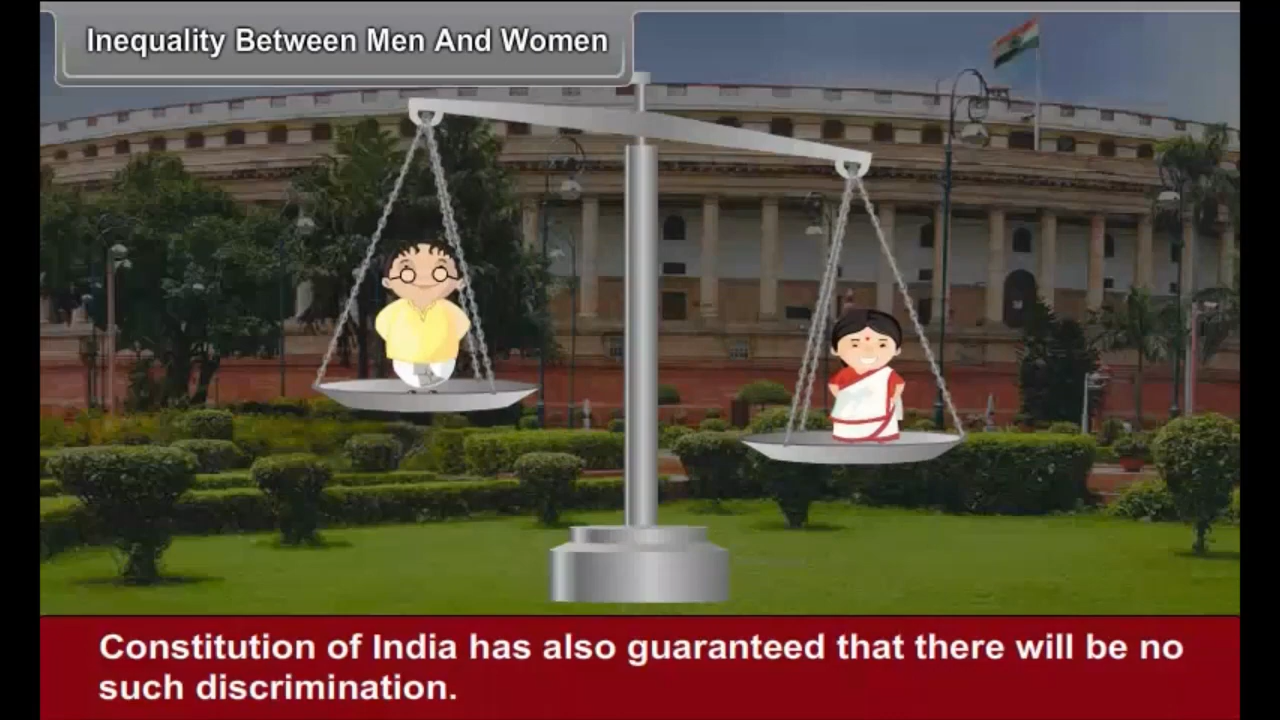 Inequality Between Men And Women
Constitution of India has also guaranteed that there will be no
such discrimination.